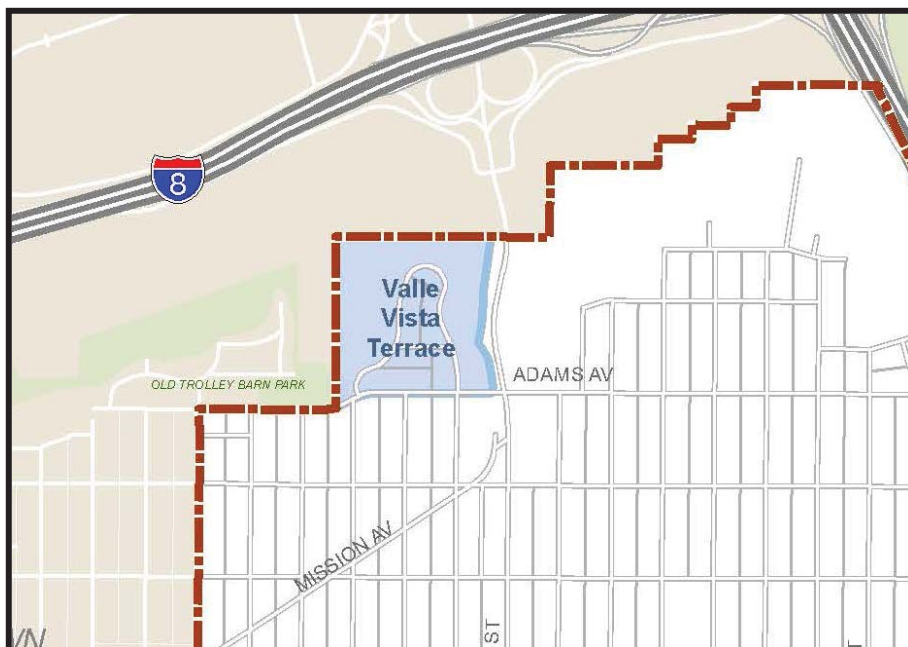 8
Valle
Vista
Terrace
OLD TROLLEY BARN PARK
ADAMS AV
MISSION AV
ST